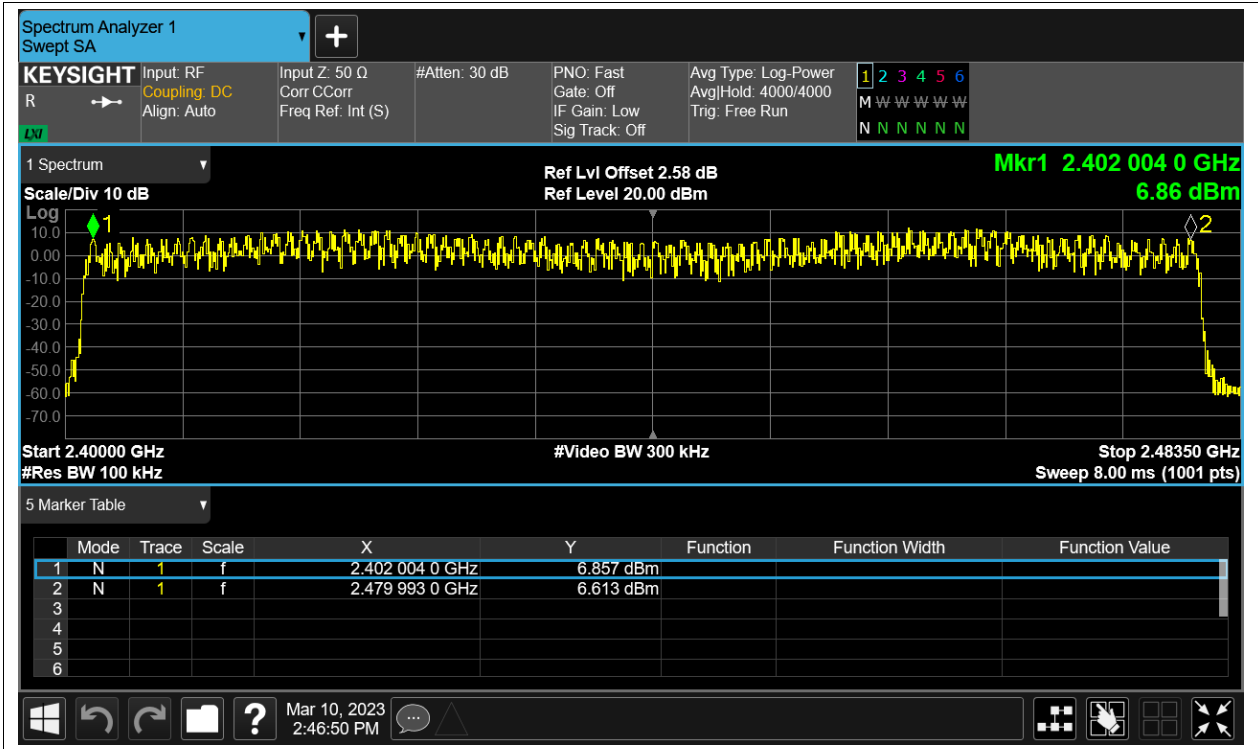 Spectrum Analyzer 1
Swept SA
KEYSIGHT
R
LXI
Input: RF
Coupling: DC
Align: Auto
Input Z: 50 Ω
Corr CCorr
Freq Ref: Int (S)
#Atten: 30 dB
PNO: Fast
Gate: Off
IF Gain: Low
Sig Track: Off
Avg Type: Log-Power
Avg|Hold: 4000/4000
Trig: Free Run
1 2 3 4 5 6
M W W W W W
N N N N N N
1 Spectrum
Scale/Div 10 dB
Ref Lvl Offset 2.58 dB
Ref Level 20.00 dBm
Mkr1 2.402 004 0 GHz
6.86 dBm
Log
1
2
10.0
0.00
-10.0
-20.0
-30.0
-40.0
-50.0
-60.0
-70.0
Start 2.40000 GHz
#Video BW 300 kHz
Stop 2.48350 GHz
#Res BW 100 kHz
Sweep 8.00 ms (1001 pts)
5 Marker Table
Mode Trace Scale X Y Function Function Width Function Value
1 N 1 f 2.402 004 0 GHz 6.857 dBm
2 N 1 f 2.479 993 0 GHz 6.613 dBm
3
4
5
6
?
Mar 10, 2023
2:46:50 PM